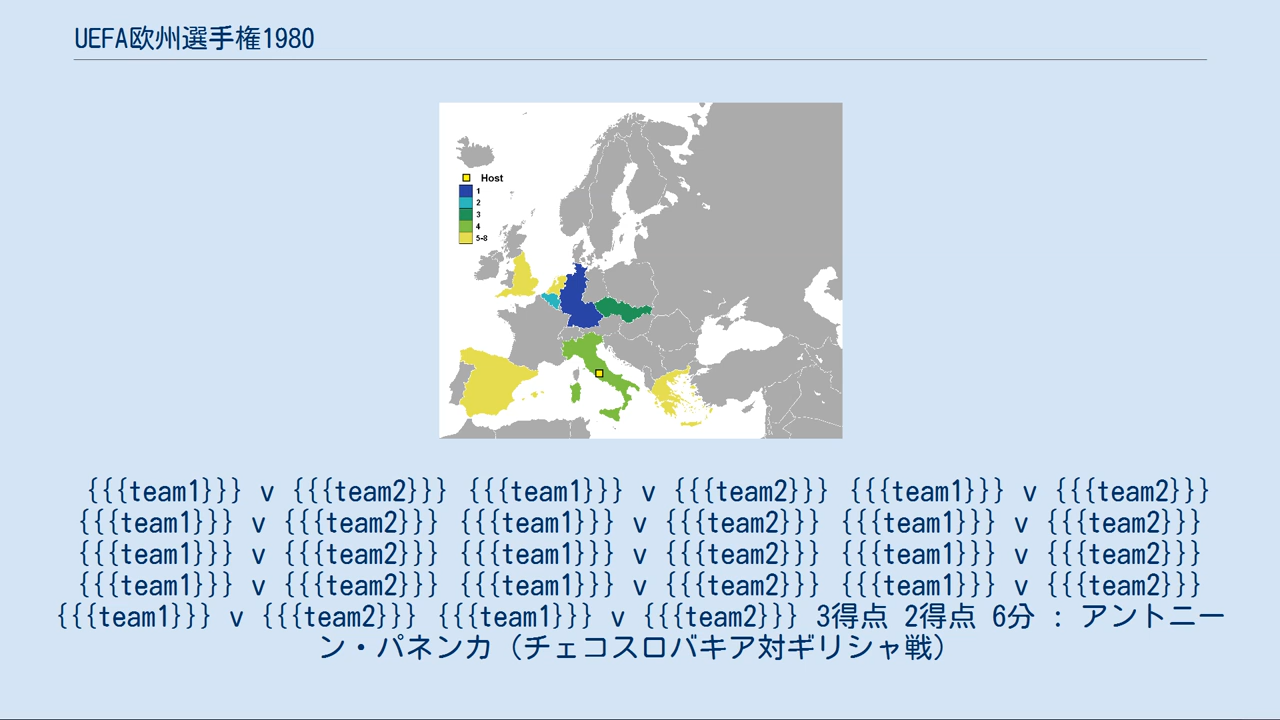 UEFA欧州選手権1980
Host
1
2
3
4
5-8
{{{team1}}} v {{{team2}}} {{{team1}}} v {{{team2}}} {{{team1}}} v {{{team2}}}
{{{team1}}} v {{{team2}}} {{{team1}}} v {{{team2}}} {{{team1}}} v {{{team2}}}
{{{team1}}} v {{{team2}}} {{{team1}}} v {{{team2}}} {{{team1}}} v {{{team2}}}
{{{team1}}} v {{{team2}}} {{{team1}}} v {{{team2}}} {{{team1}}} v {{{team2}}}
{{{team1}}} v {{{team2}}} {{{team1}}} v {{{team2}}} 3得点 2得点 6分 : アントニー
ン・パネンカ（チェコスロバキア対ギリシャ戦）